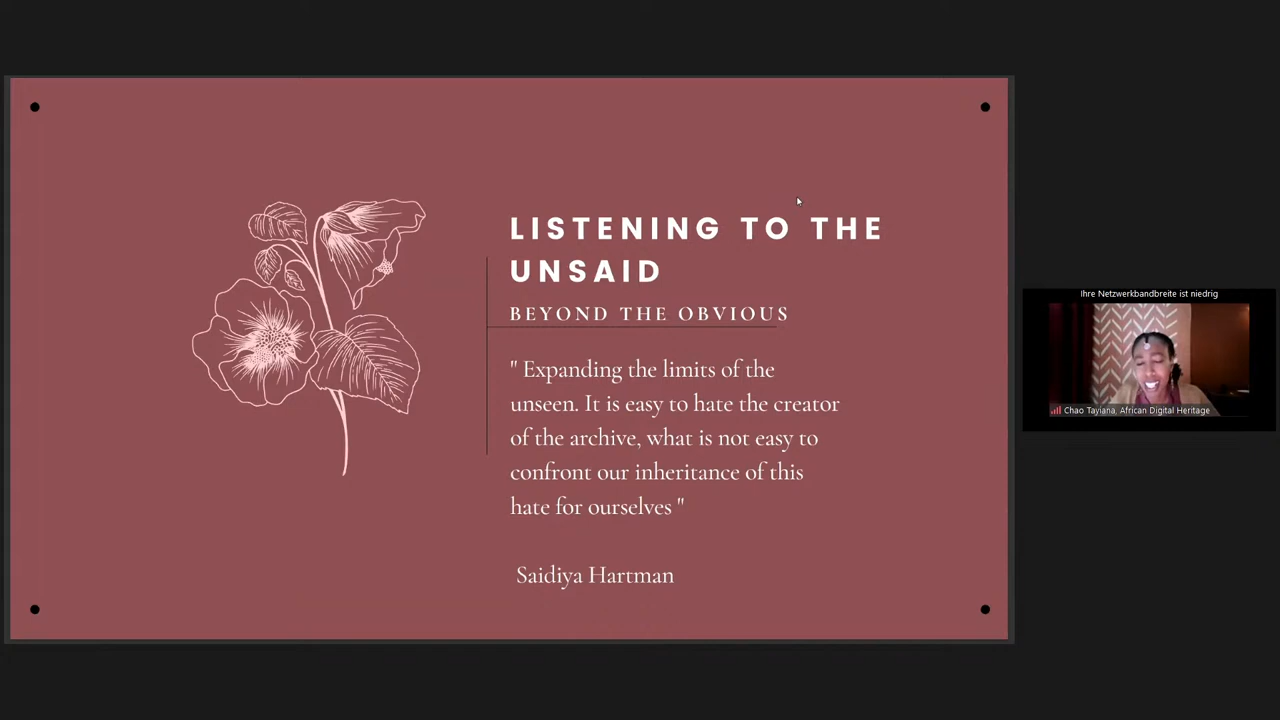 LISTENING TO THE
UNSAID
BEYOND THE OBVIOUS
" Expanding the limits of the
unseen. It is easy to hate the creator
of the archive, what is not easy to
confront our inheritance of this
hate for ourselves "
Saidiya Hartman
Ihre Netzwerkbandbreite ist niedrig
Chao Tayiana, African Digital Heritage